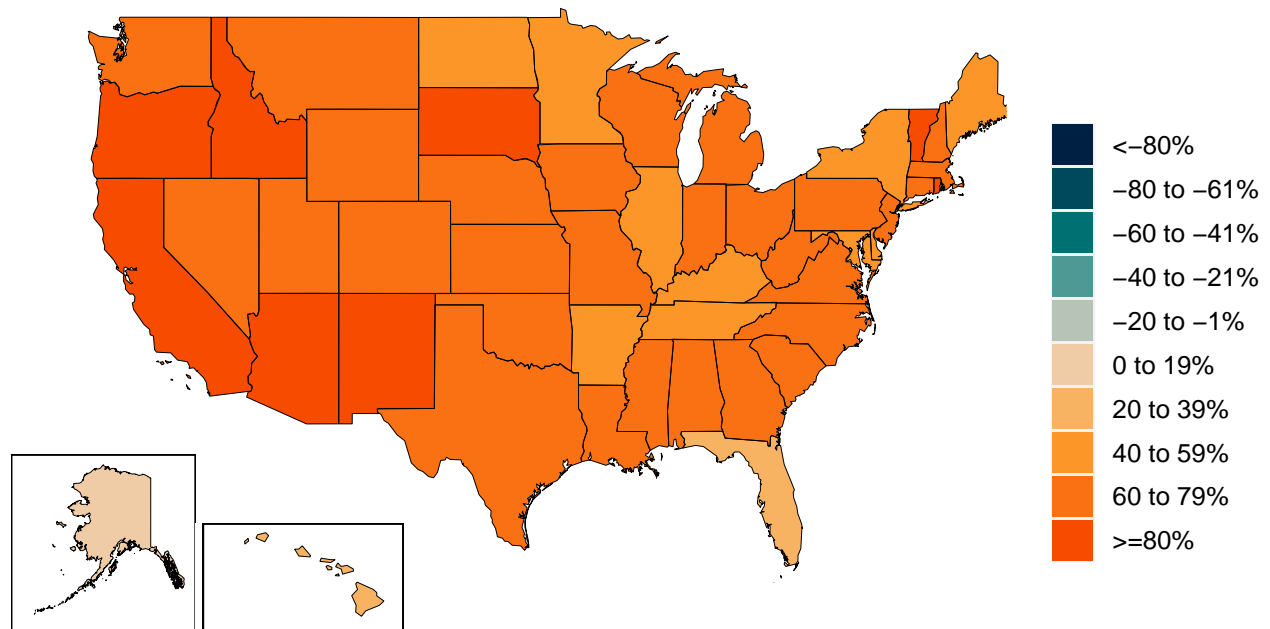 <−80%
−80 to −61%
−60 to −41%
−40 to −21%
−20 to −1%
0 to 19%
20 to 39%
40 to 59%
60 to 79%
>=80%